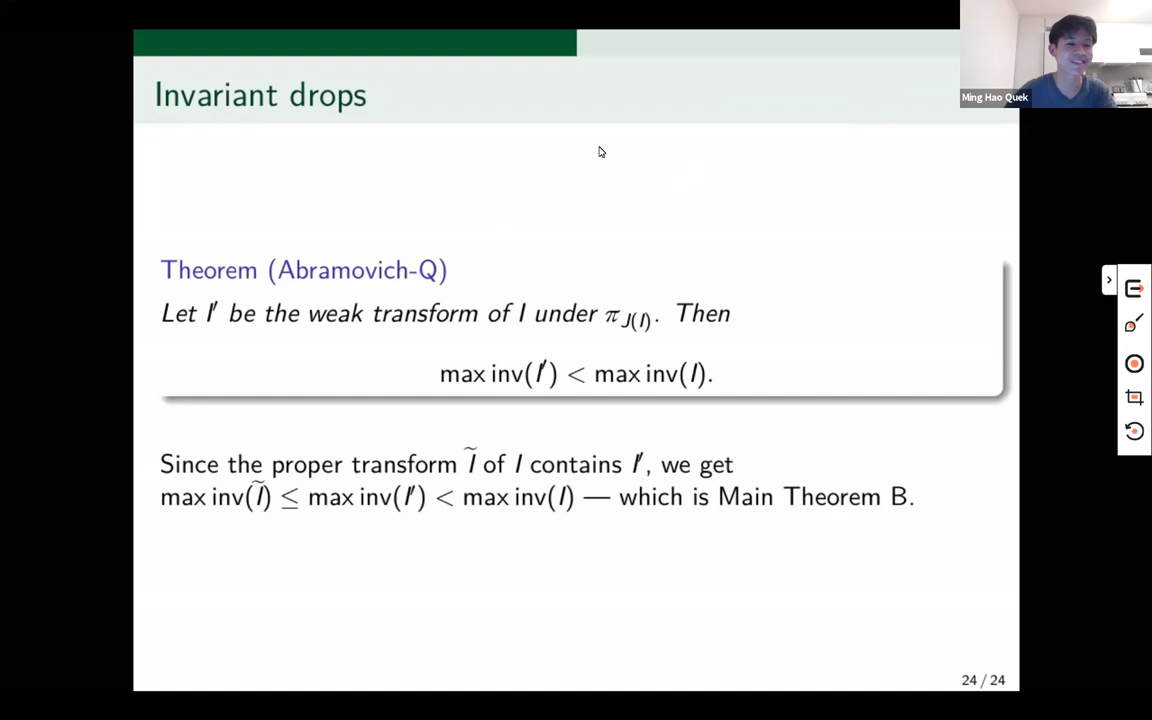 Invariant drops
Ming Hao Quek
Theorem (Abramovich-Q)
Let I′ be the weak transform of I under π_{J(I)}. Then
max inv(I′) < max inv(I).
Since the proper transform Ĩ of I contains I′, we get
max inv(Ĩ) ≤ max inv(I′) < max inv(I) — which is Main Theorem B.
24 / 24